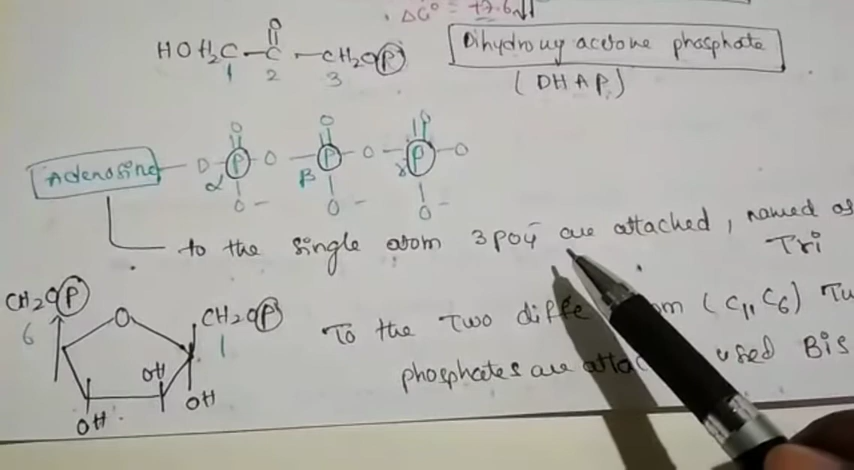 ΔG° = +7.6
HOH₂C — C — CH₂OP
O
1 2 3
Dihydroxy acetone phosphate
(DHAP)
O O O
Adenosine — O — P — O — P — O — P — O
α β γ
O⁻ O⁻ O⁻
to the single atom 3 PO₄⁻ are attached, named as
Tri
CH₂OP O CH₂OP
6 1
OH OH
OH
To the Two diffe om (C₁, C₆) Tw
phosphates are atta used Bis